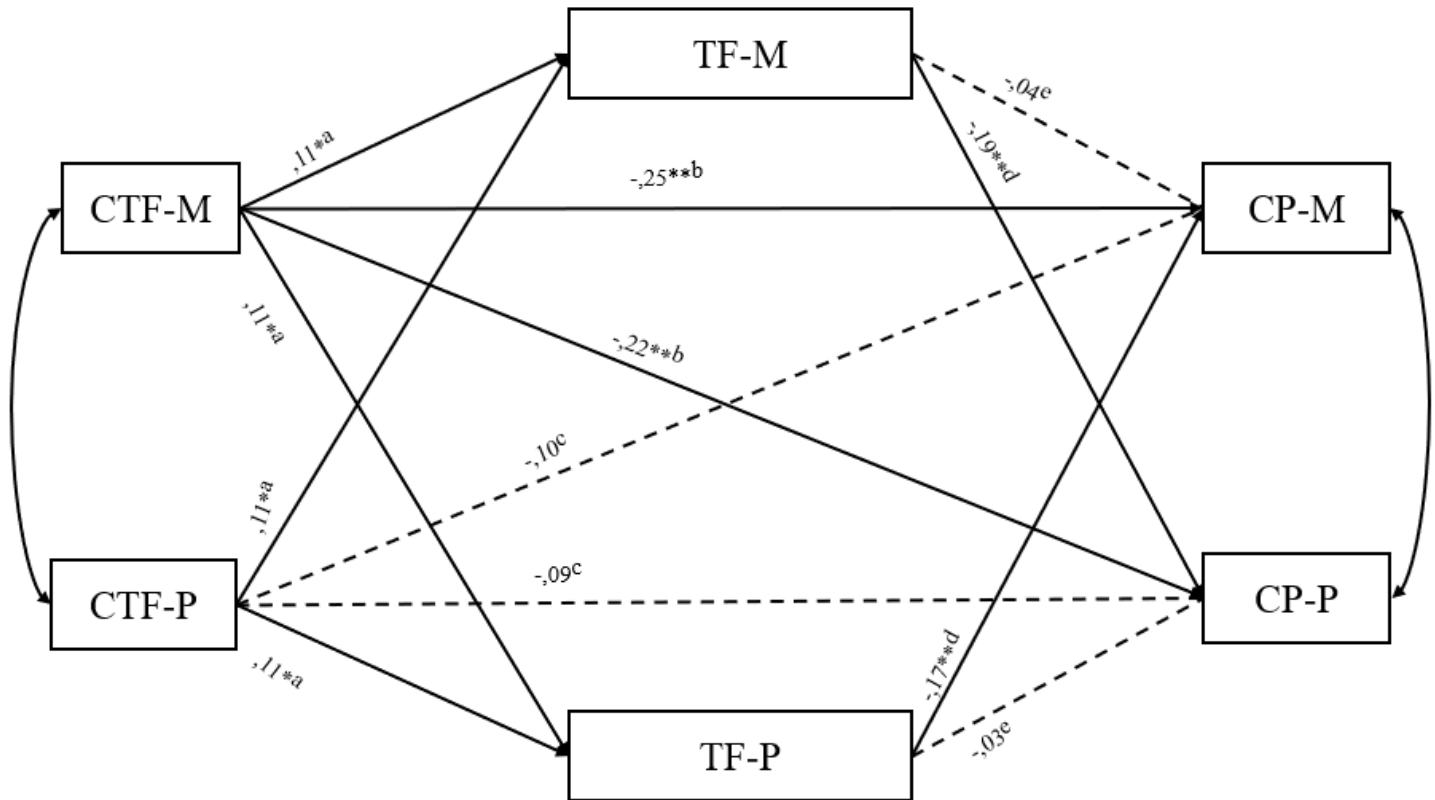 TF-M
-,04e
,11*a
-,19**d
-,25**b
CTF-M
CP-M
,11*a
-,22**b
-,10c
,11*a
-,09c
CTF-P
CP-P
,11*a
-,17**d
-,03e
TF-P